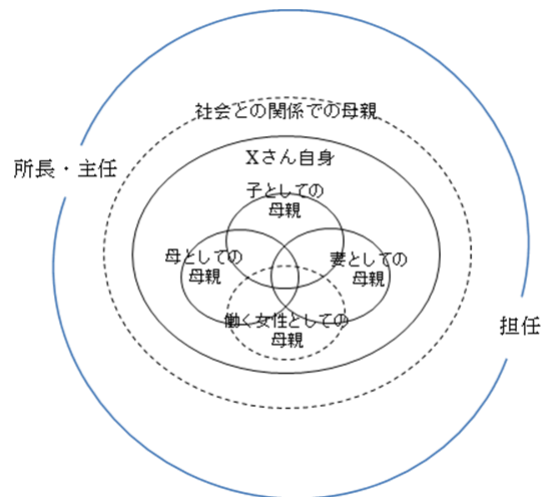 社会との関係での母親
Xさん自身
所長・主任
子としての
母親
母としての
母親
妻としての
母親
働く女性としての
母親
担任